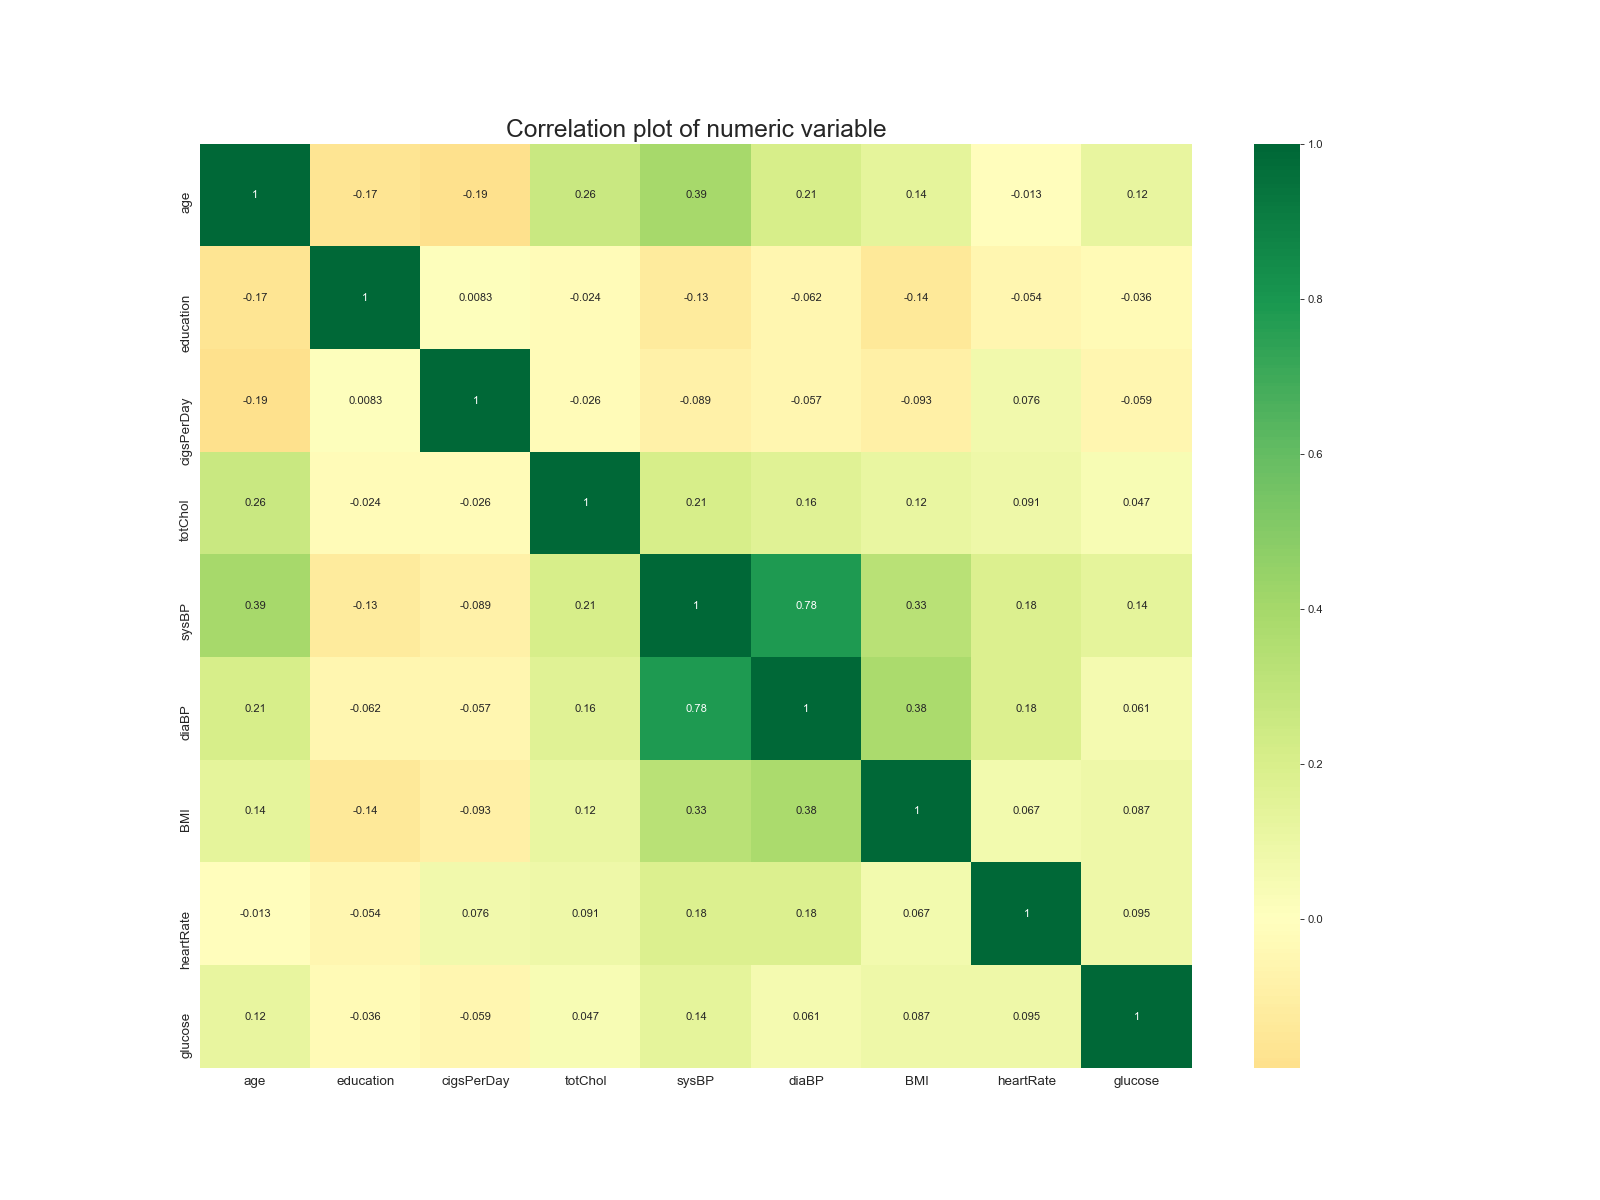 Correlation plot of numeric variable
age 1 -0.17 -0.19 0.26 0.39 0.21 0.14 -0.013 0.12
education -0.17 1 0.0083 -0.024 -0.13 -0.062 -0.14 -0.054 -0.036
cigsPerDay -0.19 0.0083 1 -0.026 -0.089 -0.057 -0.093 0.076 -0.059
totChol 0.26 -0.024 -0.026 1 0.21 0.16 0.12 0.091 0.047
sysBP 0.39 -0.13 -0.089 0.21 1 0.78 0.33 0.18 0.14
diaBP 0.21 -0.062 -0.057 0.16 0.78 1 0.38 0.18 0.061
BMI 0.14 -0.14 -0.093 0.12 0.33 0.38 1 0.067 0.087
heartRate -0.013 -0.054 0.076 0.091 0.18 0.18 0.067 1 0.095
glucose 0.12 -0.036 -0.059 0.047 0.14 0.061 0.087 0.095 1
age education cigsPerDay totChol sysBP diaBP BMI heartRate glucose
1.0
0.8
0.6
0.4
0.2
0.0